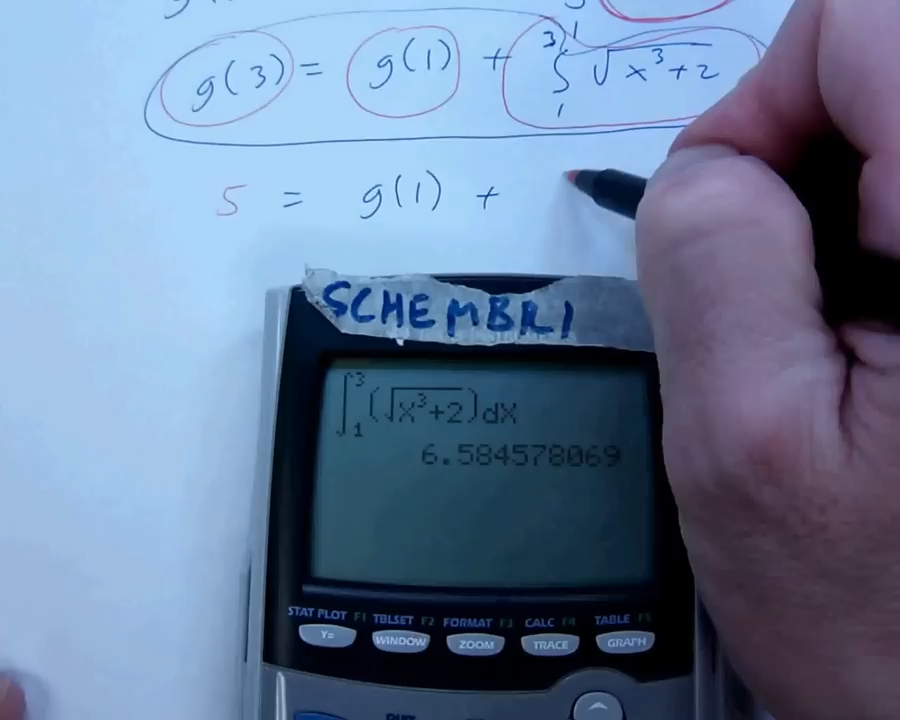 g(3) = g(1) + ∫₁³ √x³+2
5 = g(1) +
SCHEMBRI
∫₁³(√X³+2)dX
6.584578069
STAT PLOT F1 TBLSET F2 FORMAT F3 CALC F4 TABLE F5
Y= WINDOW ZOOM TRACE GRAPH